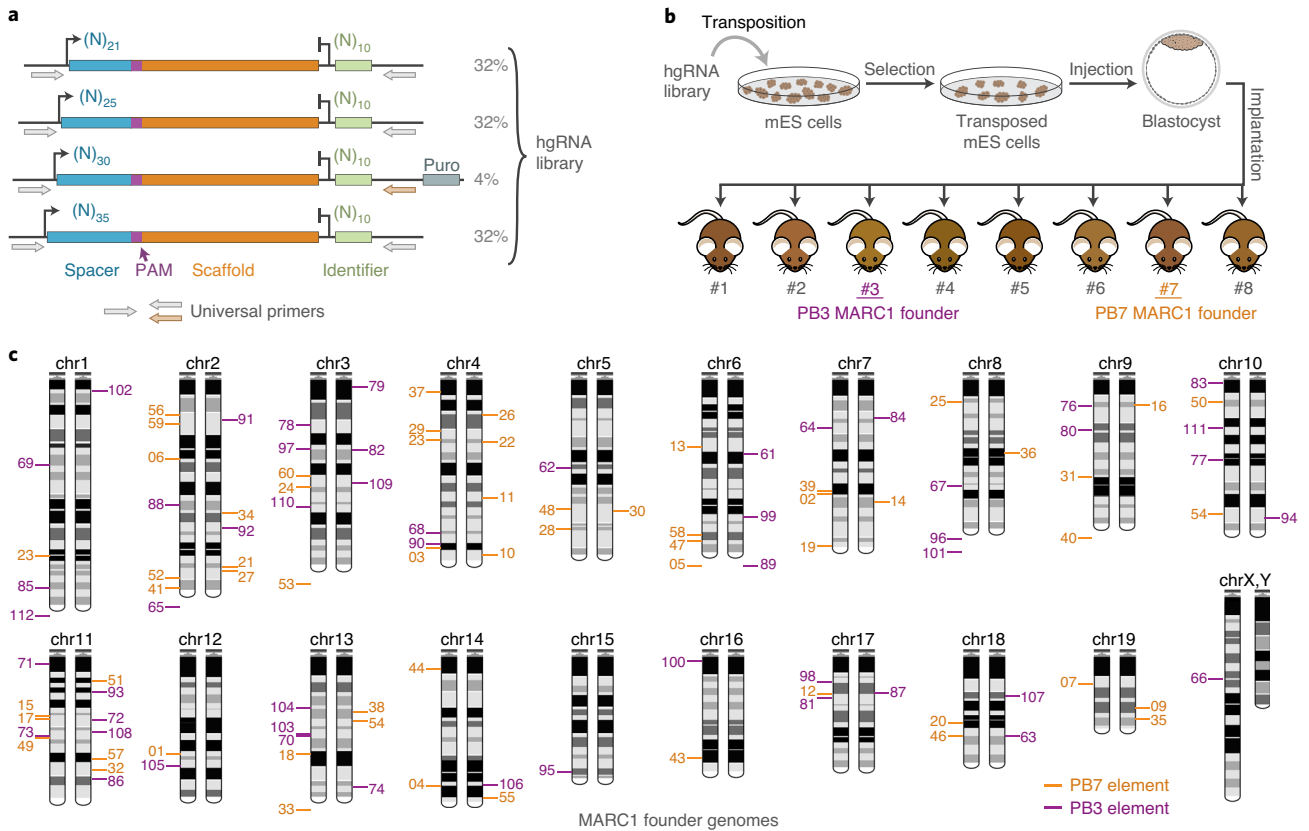 a
(N)21
(N)10
32%
(N)25
(N)10
32%
(N)30
(N)10
Puro
4%
(N)35
(N)10
32%
hgRNA
library
Spacer
PAM
Scaffold
Identifier
Universal primers
b
Transposition
hgRNA
library
Selection
Injection
mES cells
Transposed
mES cells
Blastocyst
Implantation
#1
#2
#3
#4
#5
#6
#7
#8
PB3 MARC1 founder
PB7 MARC1 founder
c
chr1
102
69
23
85
112
chr2
56
59
91
06
88
34
92
21
52
27
41
65
chr3
79
78
97
82
60
24
109
110
53
chr4
37
26
29
23
22
11
68
90
03
10
chr5
62
48
30
28
chr6
13
61
99
58
47
05
89
chr7
84
64
39
02
14
19
chr8
25
36
67
96
101
chr9
76
16
80
31
40
chr10
83
50
111
77
54
94
chr11
71
51
93
15
17
72
73
108
49
57
32
86
chr12
01
105
chr13
104
38
54
103
70
18
74
33
chr14
44
04
106
55
chr15
95
chr16
100
43
chr17
98
12
87
81
chr18
107
20
46
63
chr19
07
09
35
chrX,Y
66
PB7 element
PB3 element
MARC1 founder genomes